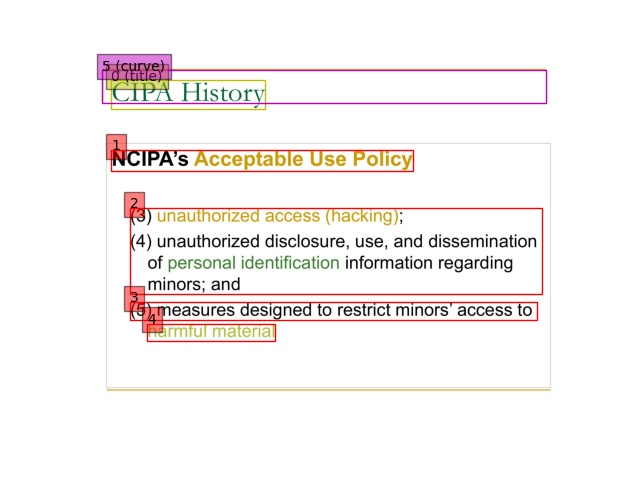 5 (curve)
0 (title)
CIPA History
1
NCIPA's Acceptable Use Policy
2
(3) unauthorized access (hacking);
(4) unauthorized disclosure, use, and dissemination
of personal identification information regarding
minors; and
3
(5) measures designed to restrict minors' access to
4
harmful material